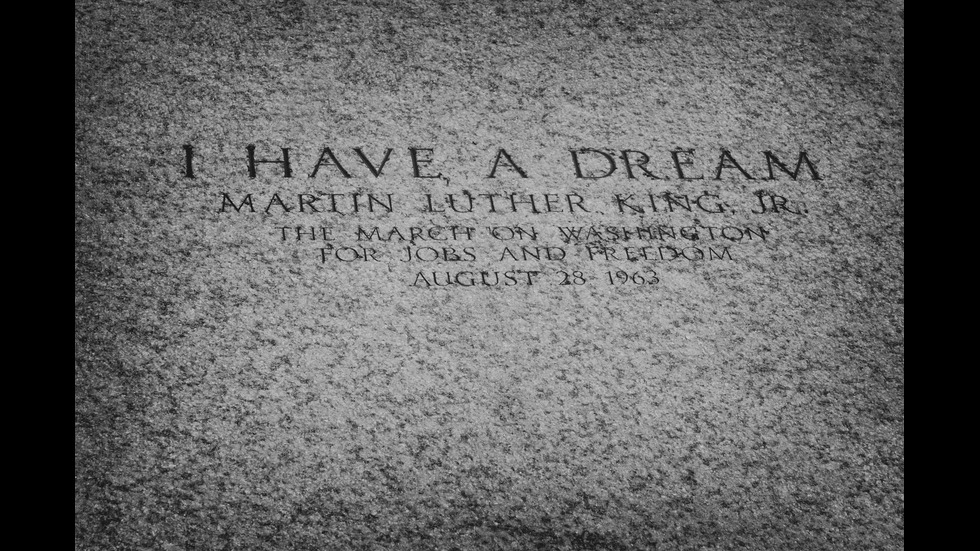 I HAVE A DREAM
MARTIN LUTHER KING, JR.
THE MARCH ON WASHINGTON
FOR JOBS AND FREEDOM
AUGUST 28 1963